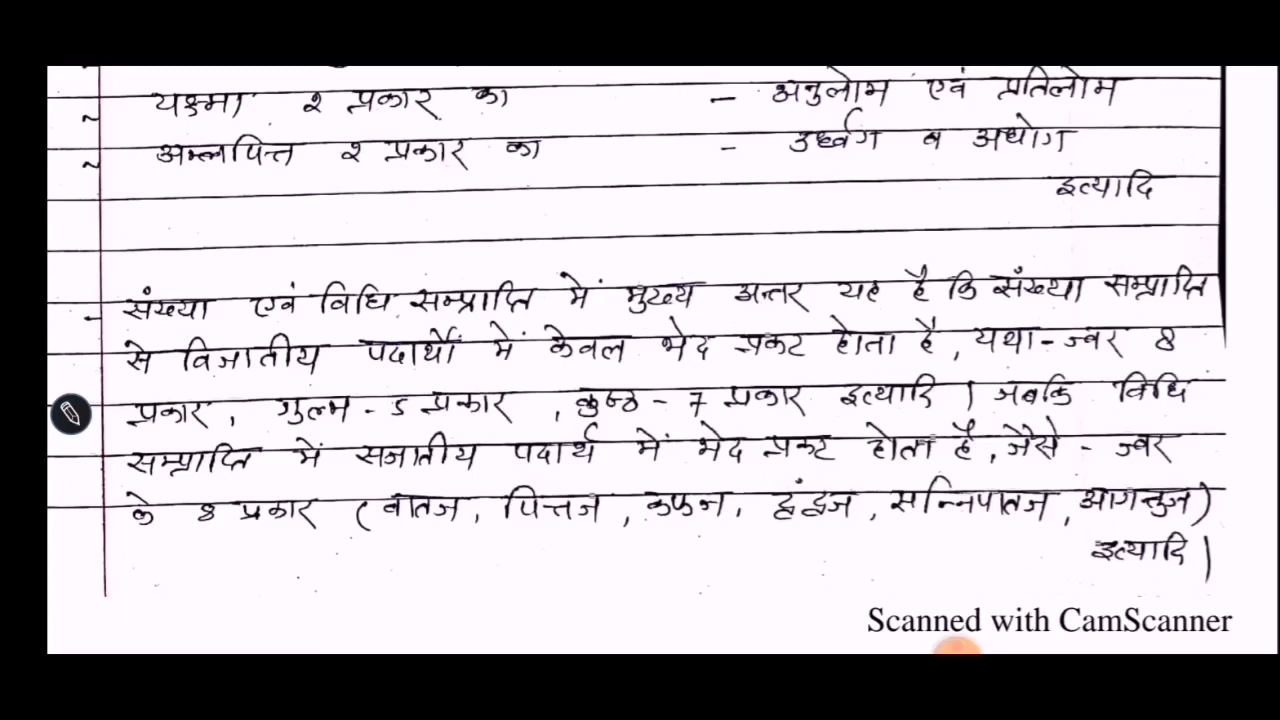 ~ यक्ष्मा २ प्रकार का - अनुलोम एवं प्रतिलोम
~ अम्लपित्त २ प्रकार का - उर्ध्वग व अधोग
इत्यादि
- संख्या एवं विधि सम्प्राप्ति में मुख्य अन्तर यह है कि संख्या सम्प्राप्ति
से विजातीय पदार्थों में केवल भेद प्रकट होता है, यथा - ज्वर 8
प्रकार, गुल्म - 5 प्रकार, कुष्ठ - 7 प्रकार इत्यादि । जबकि विधि
सम्प्राप्ति में सजातीय पदार्थ में भेद प्रकट होता है, जैसे - ज्वर
के 8 प्रकार (वातज, पित्तज, कफज, द्वंद्वज, सन्निपातज, आगन्तुज)
इत्यादि ।
Scanned with CamScanner